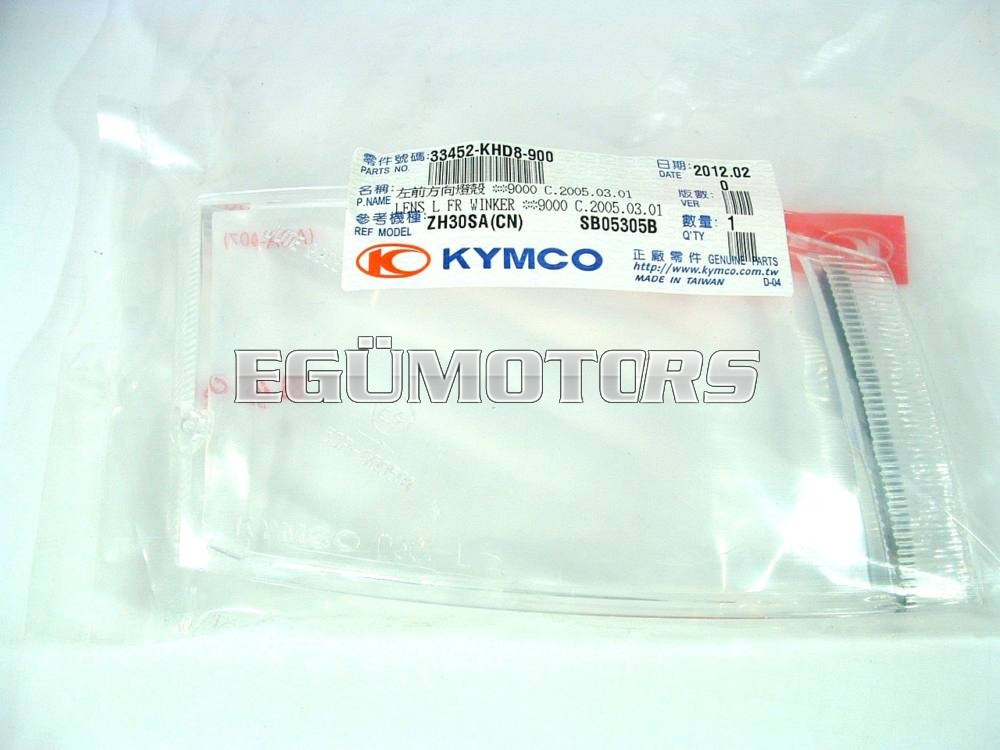 零件號碼: 33452-KHD8-900
PARTS NO.
日期: 2012.02
DATE
0
名稱: 左前方向燈殼 ※9000 C.2005.03.01
P.NAME LENS L FR WINKER ※9000 C.2005.03.01
版數:
VER
參考機種: ZH30SA(CN) SB05305B
REF MODEL
數量: 1
Q'TY
KYMCO
正廠零件 GENUINE PARTS
http://www.kymco.com.tw
MADE IN TAIWAN D-04
EGÜMOTORS
KYMCO